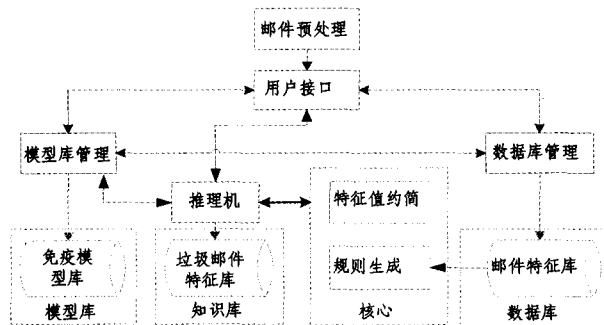 邮件预处理
用户接口
模型库管理
数据库管理
推理机
特征值约简
免疫模
型库
垃圾邮件
特征库
规则生成
邮件特征库
模型库
知识库
核心
数据库